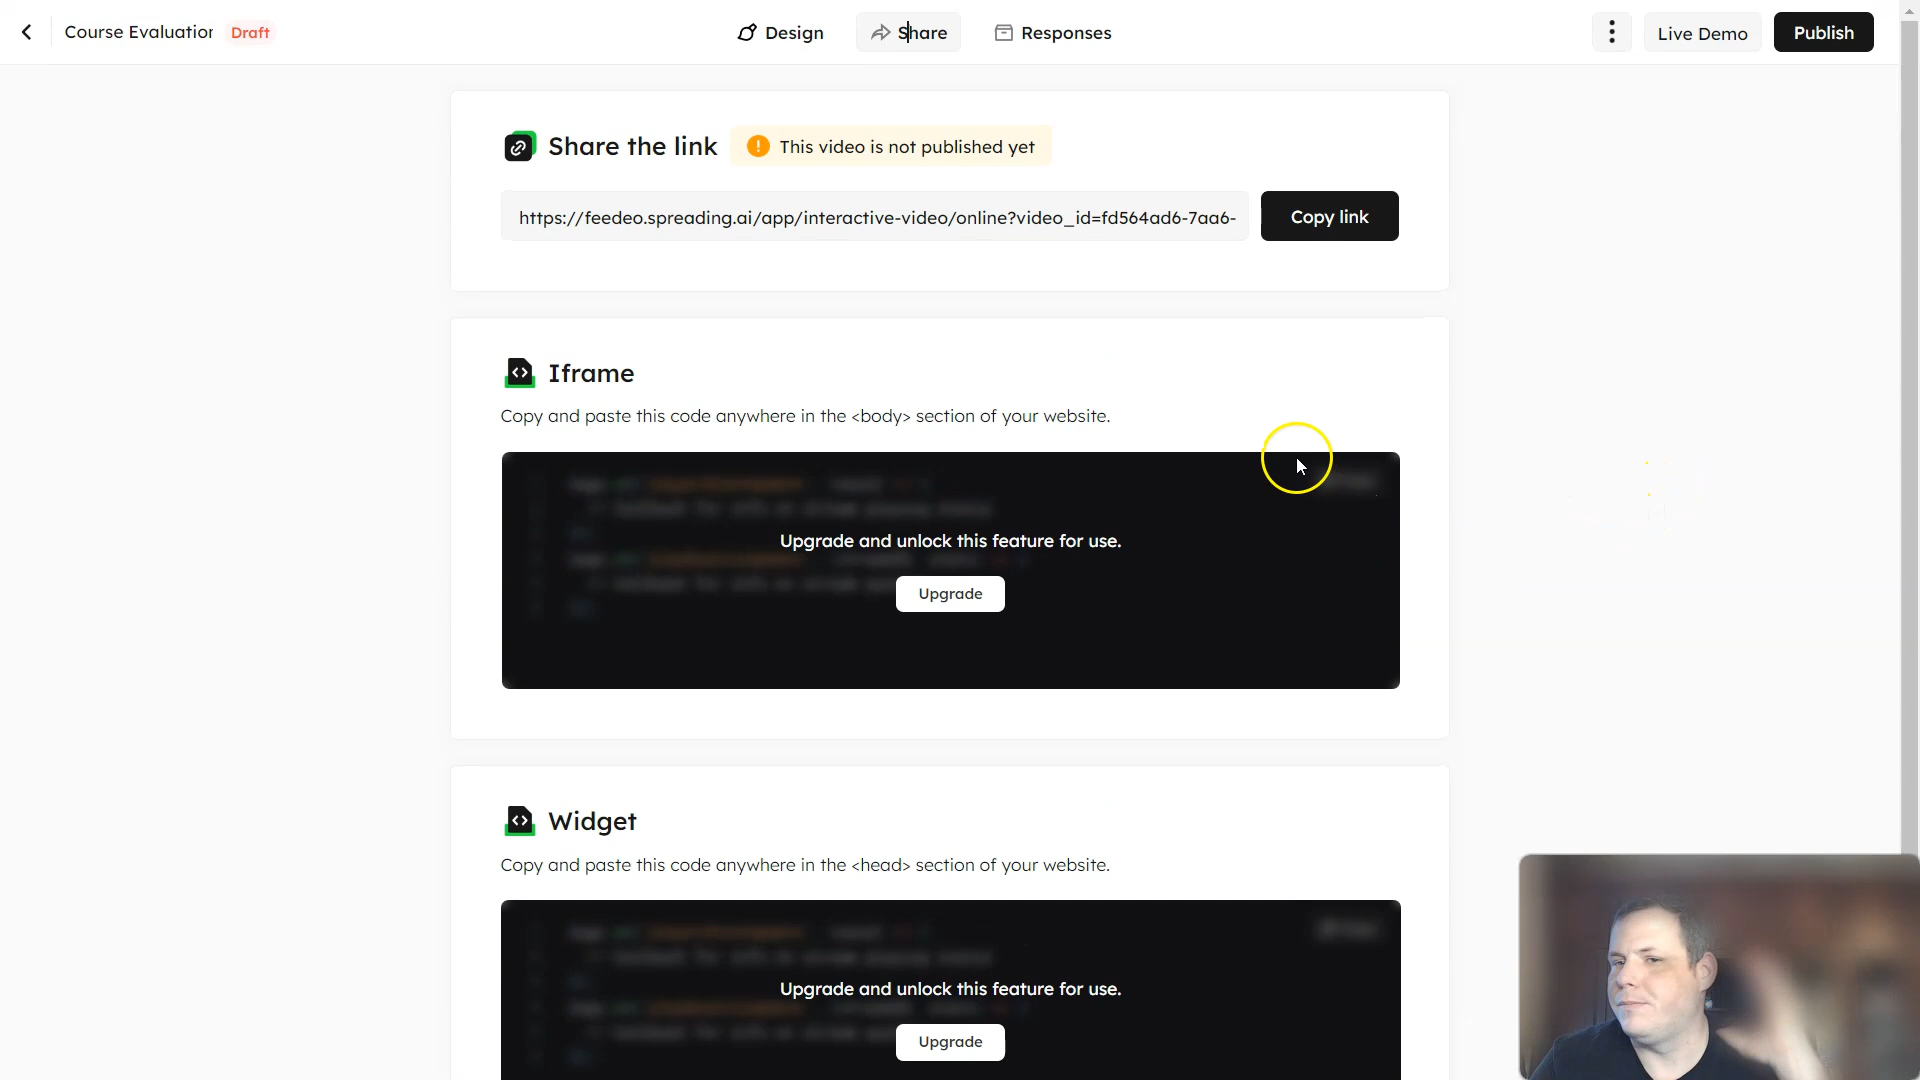 Course Evaluation Draft Design Share Responses Live Demo Publish
Share the link This video is not published yet
https://feedeo.spreading.ai/app/interactive-video/online?video_id=fd564ad6-7aa6- Copy link
Iframe
Copy and paste this code anywhere in the <body> section of your website.
Upgrade and unlock this feature for use.
Upgrade
Widget
Copy and paste this code anywhere in the <head> section of your website.
Upgrade and unlock this feature for use.
Upgrade